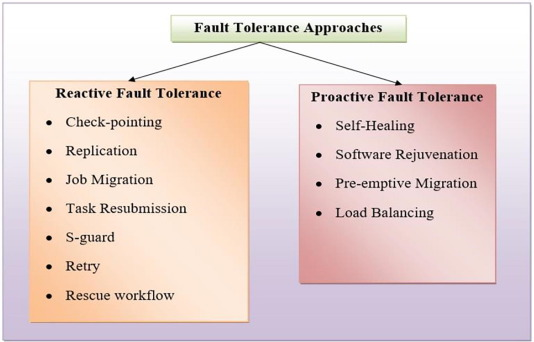 Fault Tolerance Approaches
Reactive Fault Tolerance
• Check-pointing
• Replication
• Job Migration
• Task Resubmission
• S-guard
• Retry
• Rescue workflow
Proactive Fault Tolerance
• Self-Healing
• Software Rejuvenation
• Pre-emptive Migration
• Load Balancing